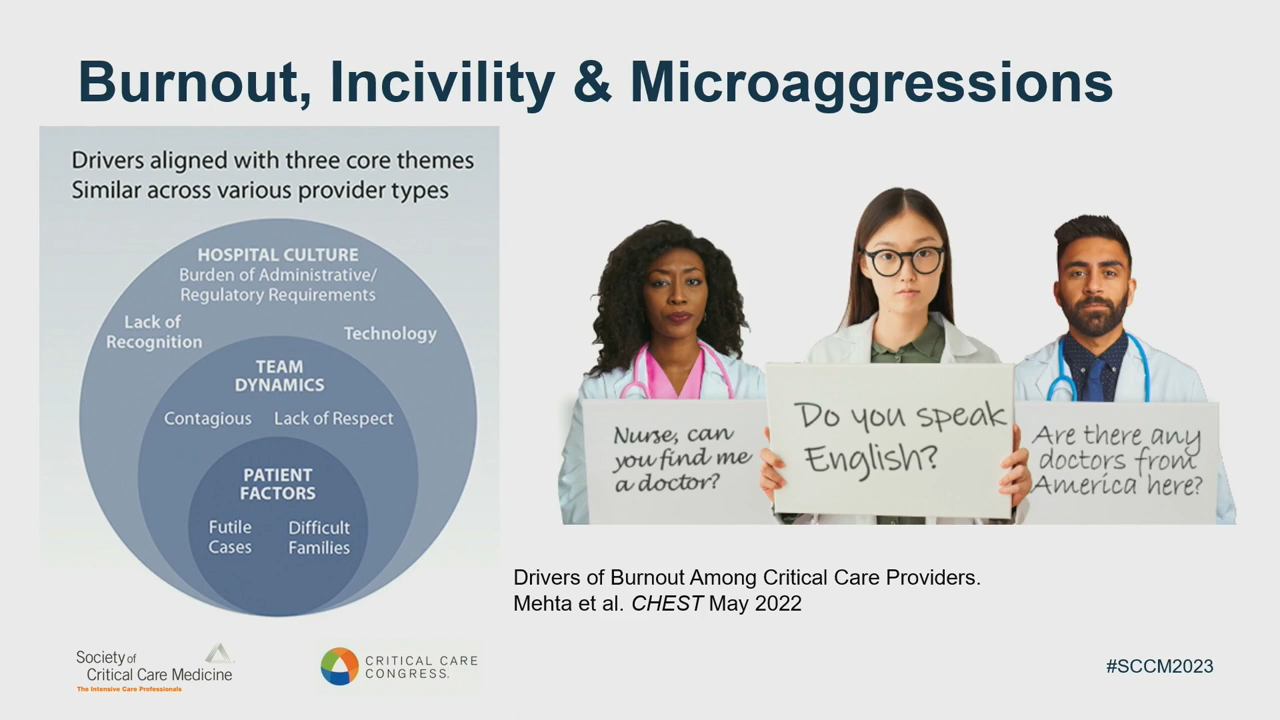 Burnout, Incivility & Microaggressions
Drivers aligned with three core themes
Similar across various provider types
HOSPITAL CULTURE
Burden of Administrative/
Regulatory Requirements
Lack of
Recognition
Technology
TEAM
DYNAMICS
Contagious
Lack of Respect
PATIENT
FACTORS
Futile
Cases
Difficult
Families
Nurse, can
you find me
a doctor?
Do you speak
English?
Are there any
doctors from
America here?
Drivers of Burnout Among Critical Care Providers.
Mehta et al. CHEST May 2022
Society of
Critical Care Medicine
The Intensive Care Professionals
CRITICAL CARE
CONGRESS
#SCCM2023